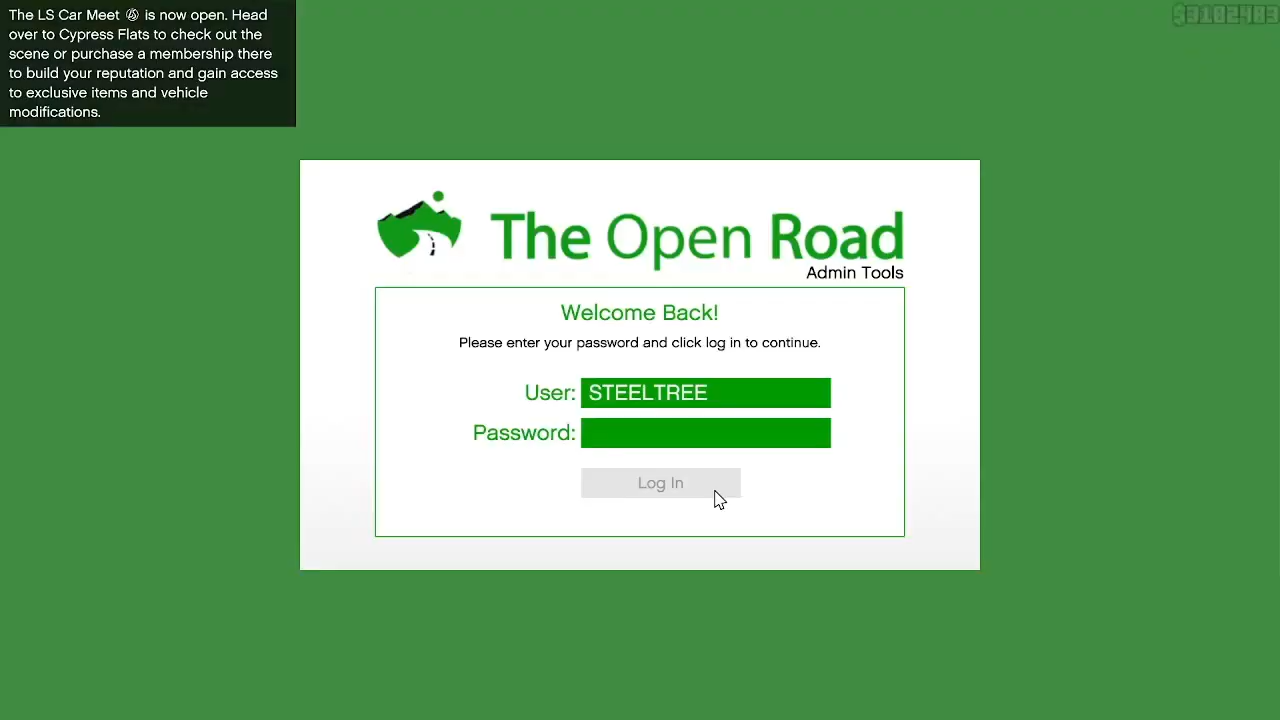 The LS Car Meet is now open. Head
over to Cypress Flats to check out the
scene or purchase a membership there
to build your reputation and gain access
to exclusive items and vehicle
modifications.
$3102403
The Open Road
Admin Tools
Welcome Back!
Please enter your password and click log in to continue.
User: STEELTREE
Password:
Log In